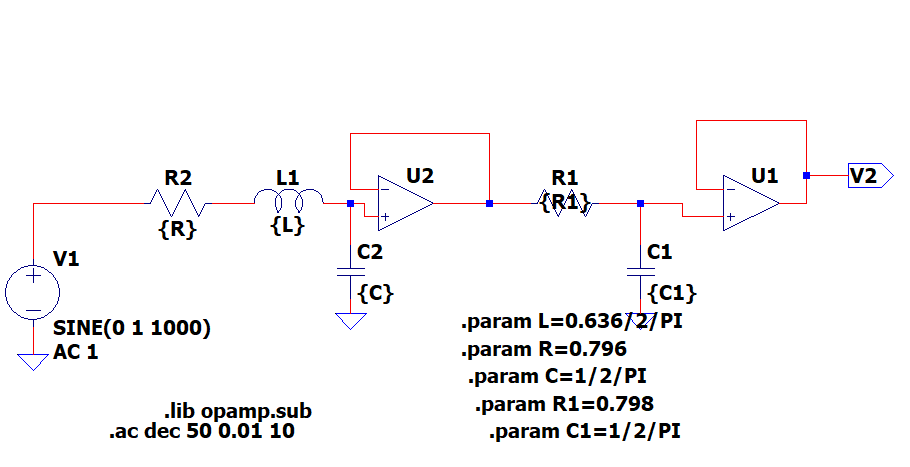 R2
{R}
L1
{L}
U2
R1
{R1}
U1
V2
V1
SINE(0 1 1000)
AC 1
C2
{C}
C1
{C1}
.param L=0.636/2/PI
.param R=0.796
.param C=1/2/PI
.param R1=0.798
.param C1=1/2/PI
.lib opamp.sub
.ac dec 50 0.01 10